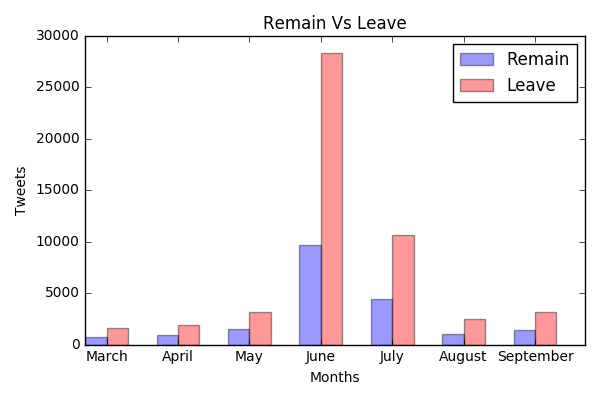 Remain Vs Leave
30000
25000
20000
15000
10000
5000
0
Tweets
Remain
Leave
March April May June July August September
Months